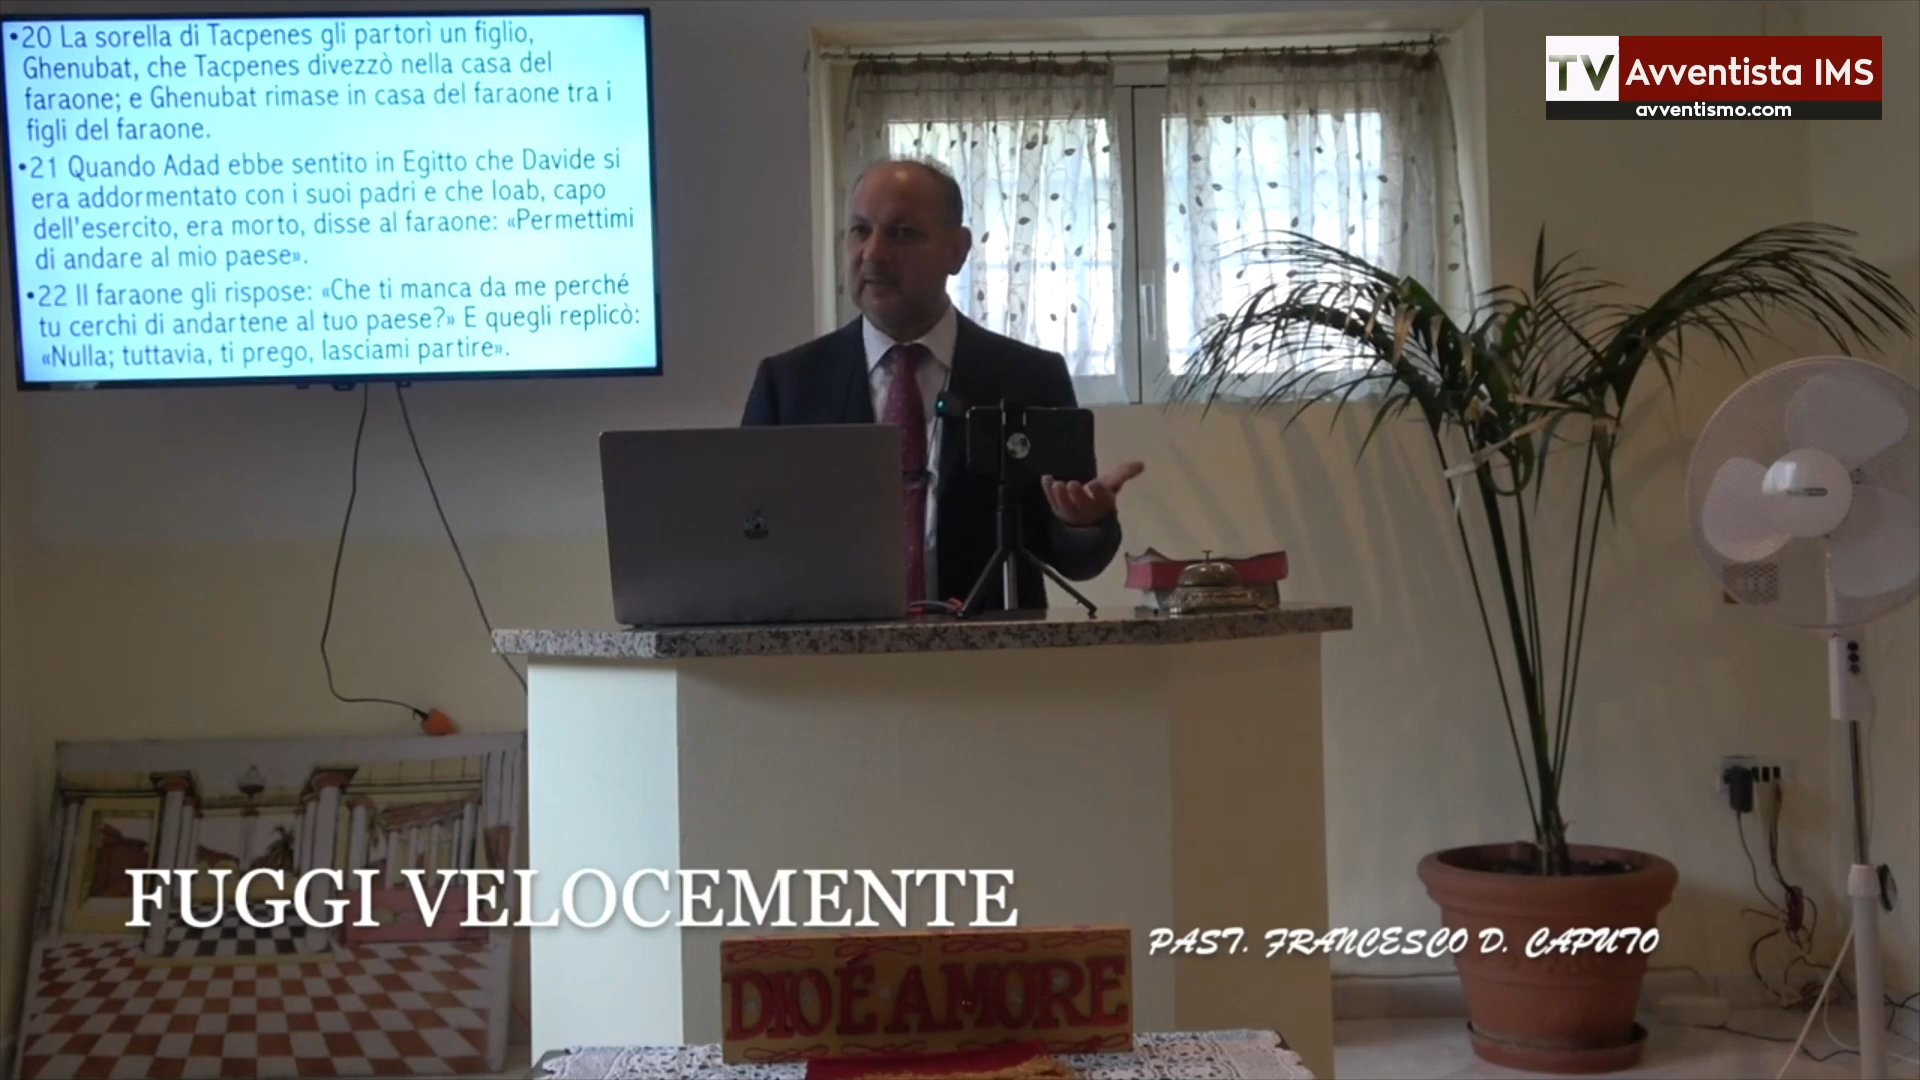 •20 La sorella di Tacpenes gli partorì un figlio,
Ghenubat, che Tacpenes divezzò nella casa del
faraone; e Ghenubat rimase in casa del faraone tra i
figli del faraone.
•21 Quando Adad ebbe sentito in Egitto che Davide si
era addormentato con i suoi padri e che Ioab, capo
dell'esercito, era morto, disse al faraone: «Permettimi
di andare al mio paese».
•22 Il faraone gli rispose: «Che ti manca da me perché
tu cerchi di andartene al tuo paese?» E quegli replicò:
«Nulla; tuttavia, ti prego, lasciami partire».
TV Avventista IMS
avventismo.com
FUGGI VELOCEMENTE
PAST. FRANCESCO D. CAPUTO
DIO É AMORE